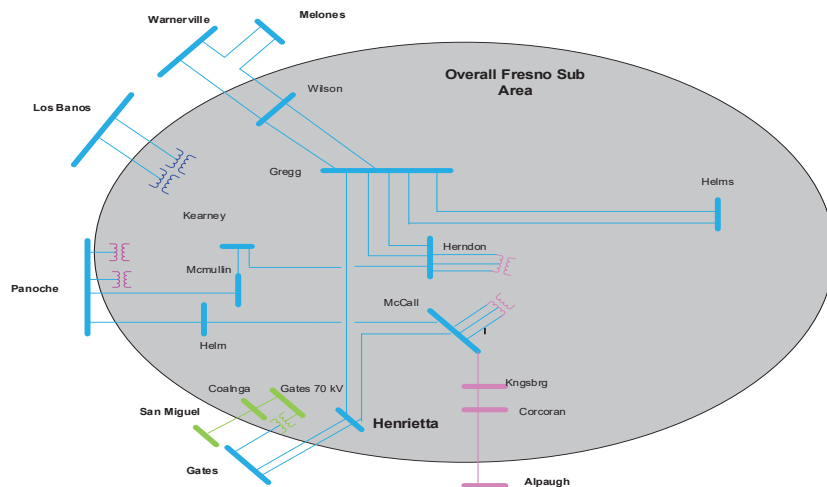 Melones
Warnerville
Overall Fresno Sub
Area
Wilson
Los Banos
Gregg
Helms
Kearney
Herndon
Mcmullin
Panoche
McCall
Helm
Kngsbrg
Coalnga
Gates 70 kV
San Miguel
Henrietta
Corcoran
Gates
Alpaugh